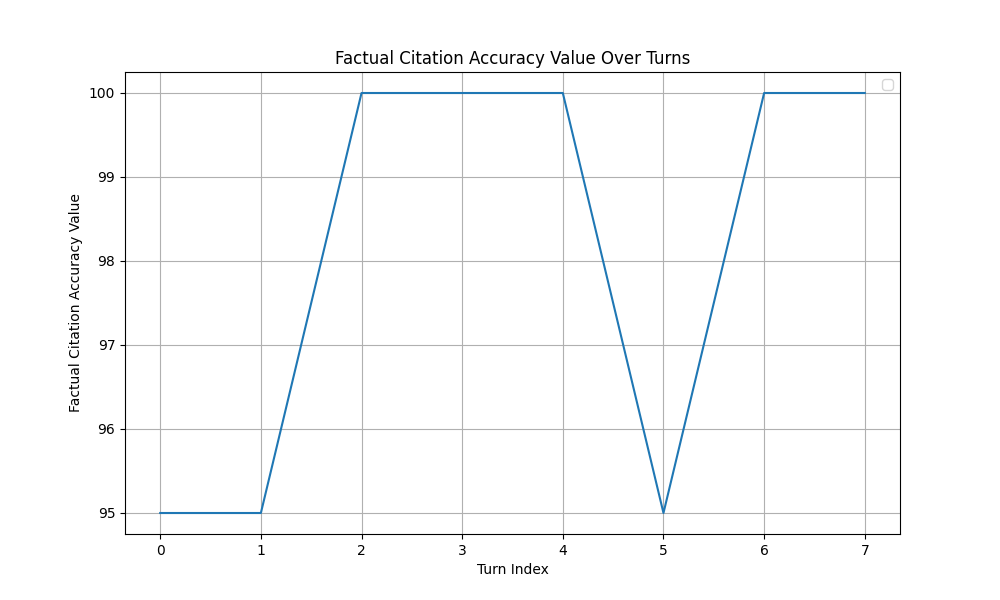 Factual Citation Accuracy Value Over Turns
100
99
98
97
96
95
Factual Citation Accuracy Value
0 1 2 3 4 5 6 7
Turn Index